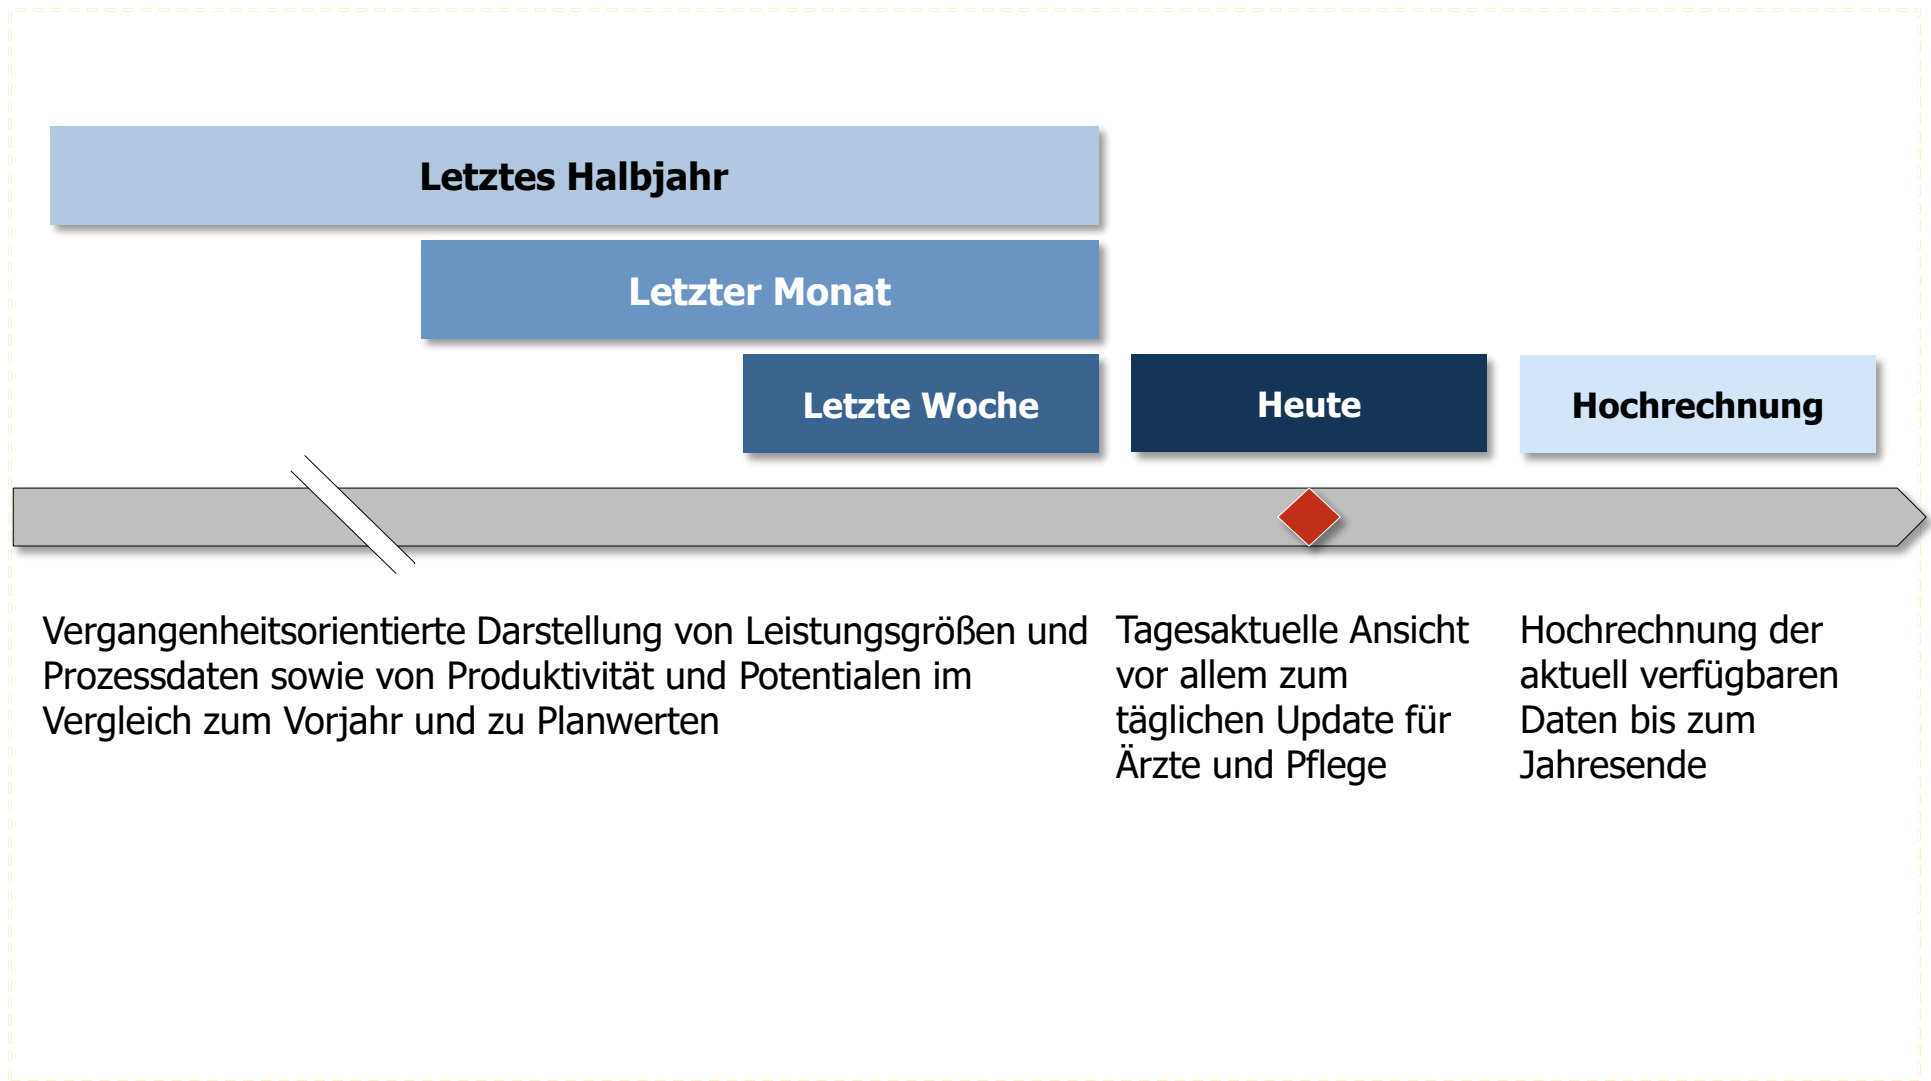 Letztes Halbjahr
Letzter Monat
Letzte Woche
Heute
Hochrechnung
Vergangenheitsorientierte Darstellung von Leistungsgrößen und
Prozessdaten sowie von Produktivität und Potentialen im
Vergleich zum Vorjahr und zu Planwerten
Tagesaktuelle Ansicht
vor allem zum
täglichen Update für
Ärzte und Pflege
Hochrechnung der
aktuell verfügbaren
Daten bis zum
Jahresende